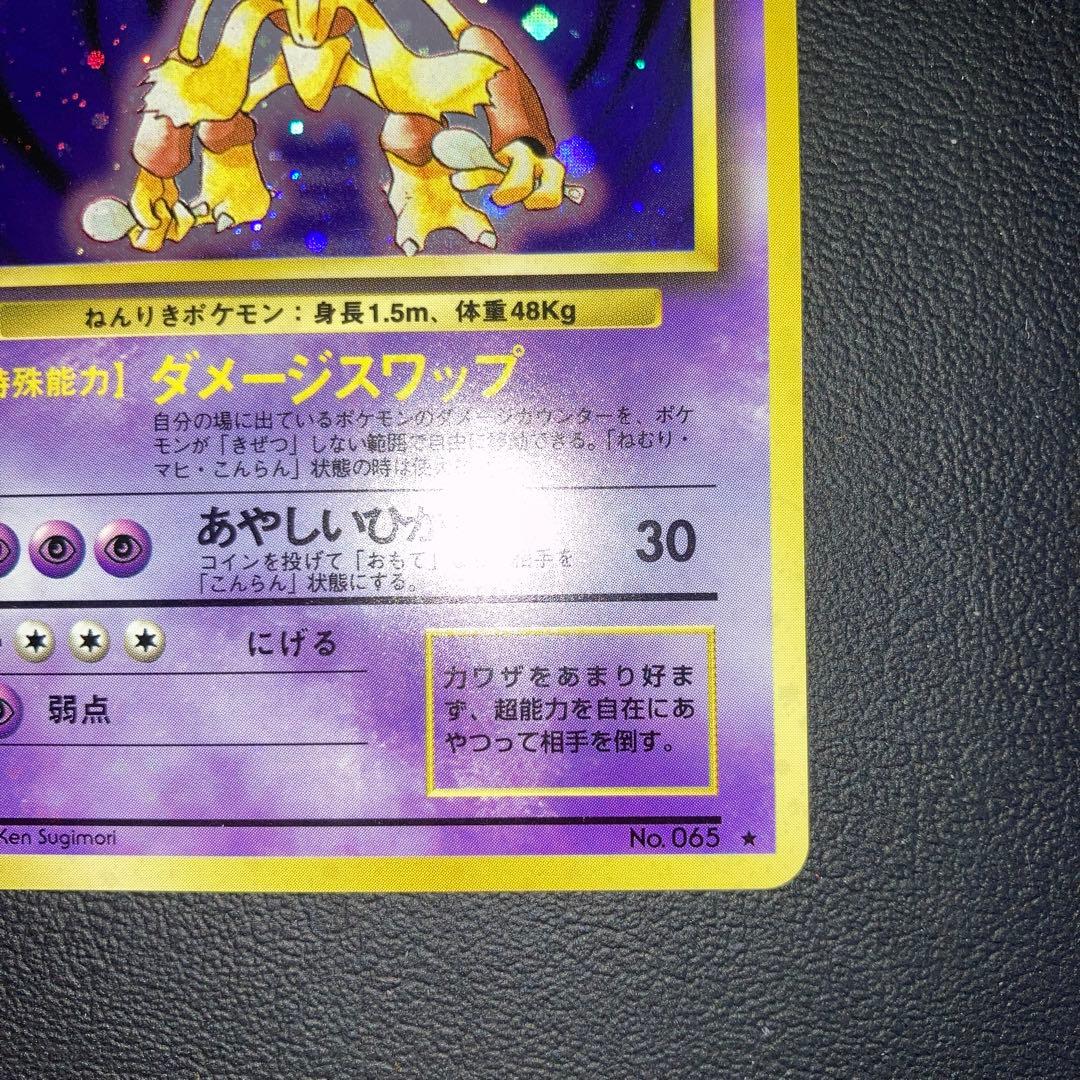 ねんりきポケモン：身長1.5m、体重48Kg
特殊能力】ダメージスワップ
自分の場に出ているポケモンのダメージカウンターを、ポケ
モンが「きぜつ」しない範囲で自由に移動できる。「ねむり・
マヒ・こんらん」状態の時は使え
あやしいひか 30
コインを投げて「おもて」 相手を
「こんらん」状態にする。
にげる
弱点
力ワザをあまり好ま
ず、超能力を自在にあ
やつって相手を倒す。
Ken Sugimori
No. 065 ★